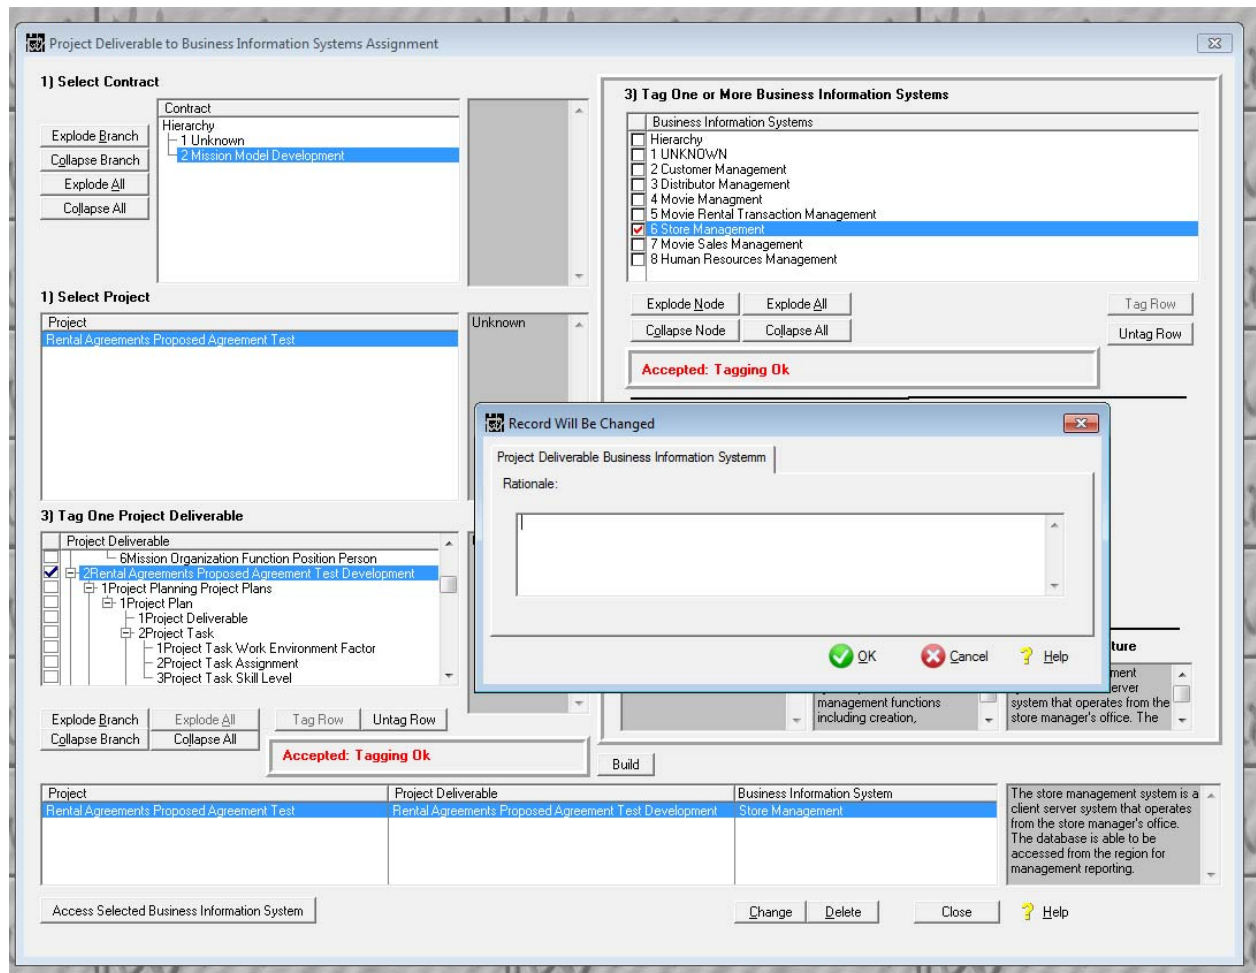 Project Deliverable to Business Information Systems Assignment
1) Select Contract
Contract
Hierarchy
1 Unknown
2 Mission Model Development
Explode Branch
Collapse Branch
Explode All
Collapse All
1) Select Project
Project
Rental Agreements Proposed Agreement Test
Unknown
3) Tag One Project Deliverable
Project Deliverable
6Mission Organization Function Position Person
2Rental Agreements Proposed Agreement Test Development
1Project Planning Project Plans
1Project Plan
1Project Deliverable
2Project Task
1Project Task Work Environment Factor
2Project Task Assignment
3Project Task Skill Level
Explode Branch
Explode All
Tag Row
Untag Row
Collapse Branch
Collapse All
Accepted: Tagging Ok
3) Tag One or More Business Information Systems
Business Information Systems
Hierarchy
1 UNKNOWN
2 Customer Management
3 Distributor Management
4 Movie Managment
5 Movie Rental Transaction Management
6 Store Management
7 Movie Sales Management
8 Human Resources Management
Explode Node
Explode All
Tag Row
Collapse Node
Collapse All
Untag Row
Accepted: Tagging Ok
Record Will Be Changed
Project Deliverable Business Information Systemm
Rationale:
OK
Cancel
Help
ture
ment
erver
management functions
including creation,
system that operates from the
store manager's office. The
Build
Project
Project Deliverable
Business Information System
Rental Agreements Proposed Agreement Test
Rental Agreements Proposed Agreement Test Development
Store Management
The store management system is a
client server system that operates
from the store manager's office.
The database is able to be
accessed from the region for
management reporting.
Access Selected Business Information System
Change
Delete
Close
Help